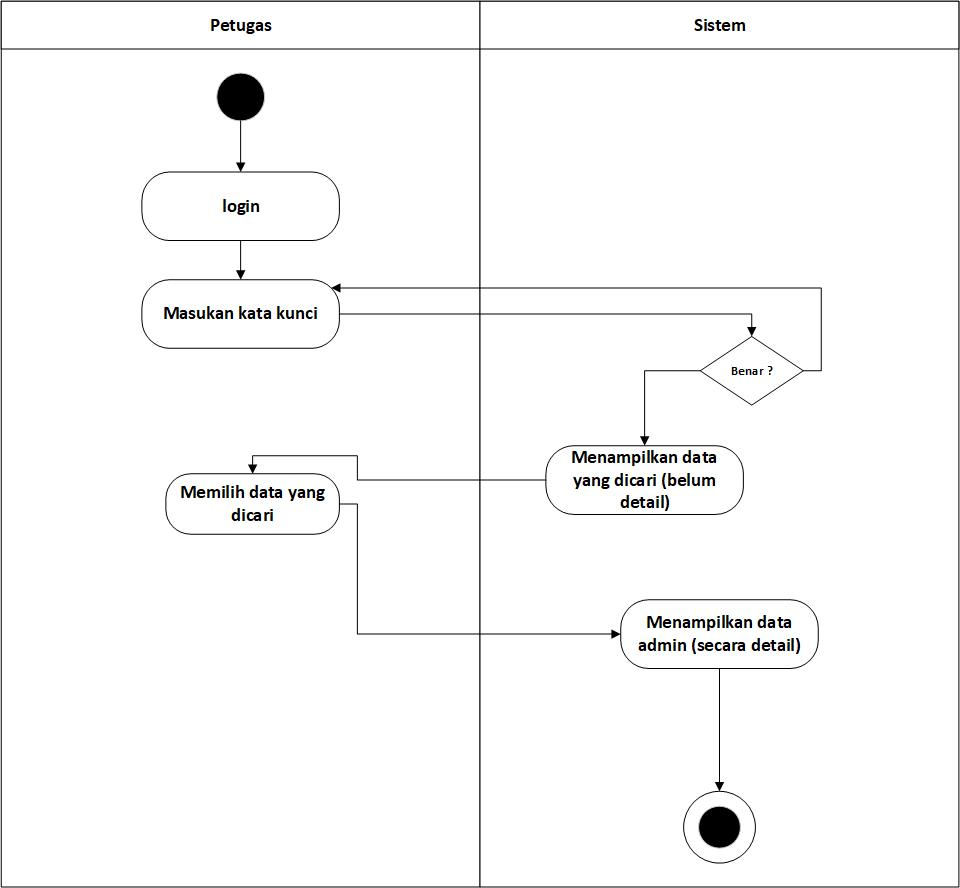 Petugas
Sistem
login
Masukan kata kunci
Benar ?
Menampilkan data
yang dicari (belum
detail)
Memilih data yang
dicari
Menampilkan data
admin (secara detail)